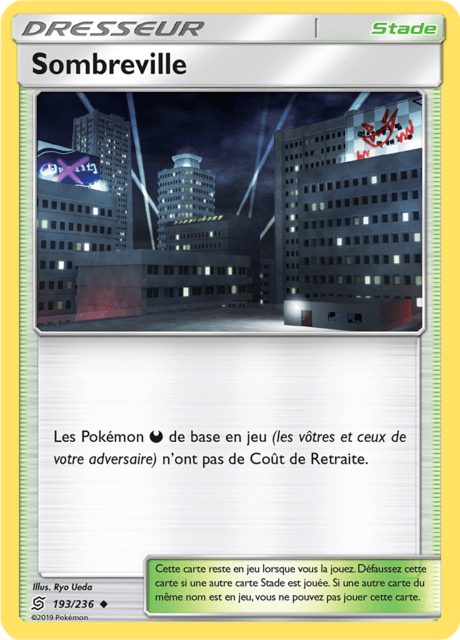 DRESSEUR
Stade
Sombreville
Les Pokémon de base en jeu (les vôtres et ceux de
votre adversaire) n'ont pas de Coût de Retraite.
Cette carte reste en jeu lorsque vous la jouez. Défaussez cette
carte si une autre carte Stade est jouée. Si une autre carte du
même nom est en jeu, vous ne pouvez pas jouer cette carte.
Illus. Ryo Ueda
193/236
©2019 Pokémon